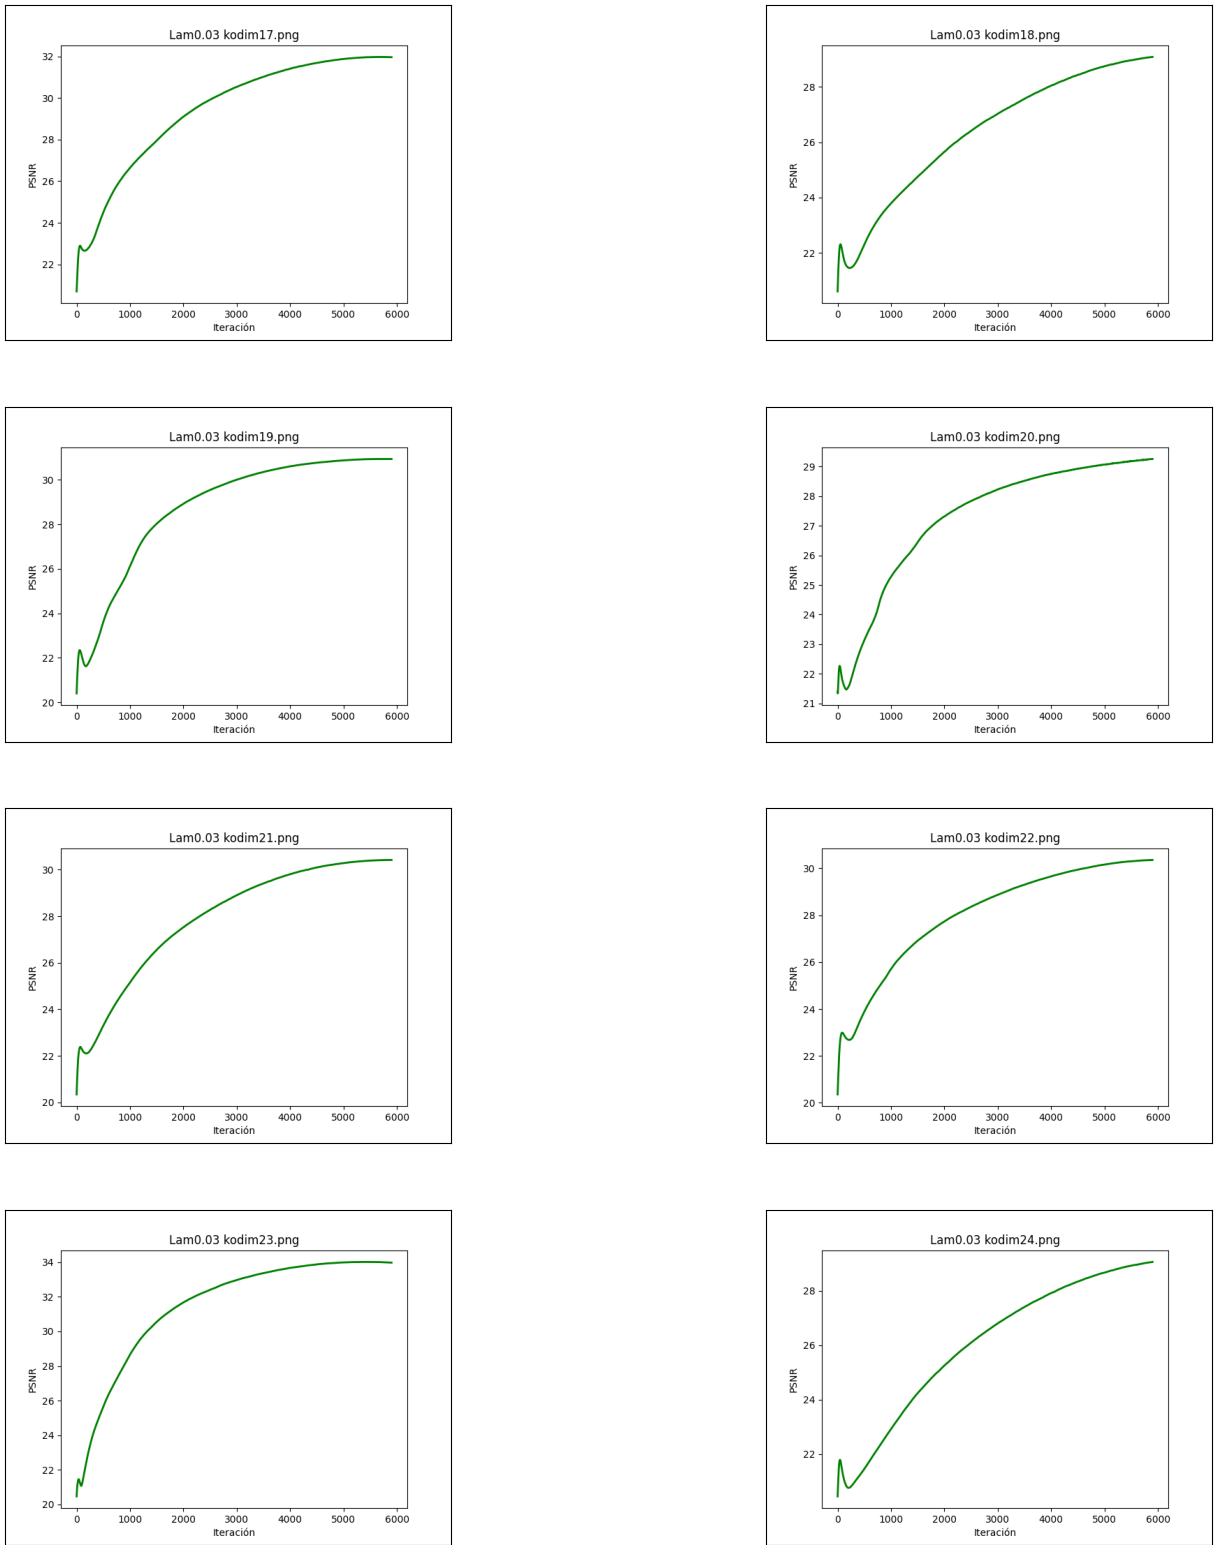 Lam0.03 kodim17.png
32
30
28
26
24
22
PSNR
0 1000 2000 3000 4000 5000 6000
Iteración
Lam0.03 kodim18.png
28
26
24
22
PSNR
0 1000 2000 3000 4000 5000 6000
Iteración
Lam0.03 kodim19.png
30
28
26
24
22
20
PSNR
0 1000 2000 3000 4000 5000 6000
Iteración
Lam0.03 kodim20.png
29
28
27
26
25
24
23
22
21
PSNR
0 1000 2000 3000 4000 5000 6000
Iteración
Lam0.03 kodim21.png
30
28
26
24
22
20
PSNR
0 1000 2000 3000 4000 5000 6000
Iteración
Lam0.03 kodim22.png
30
28
26
24
22
20
PSNR
0 1000 2000 3000 4000 5000 6000
Iteración
Lam0.03 kodim23.png
34
32
30
28
26
24
22
20
PSNR
0 1000 2000 3000 4000 5000 6000
Iteración
Lam0.03 kodim24.png
28
26
24
22
PSNR
0 1000 2000 3000 4000 5000 6000
Iteración